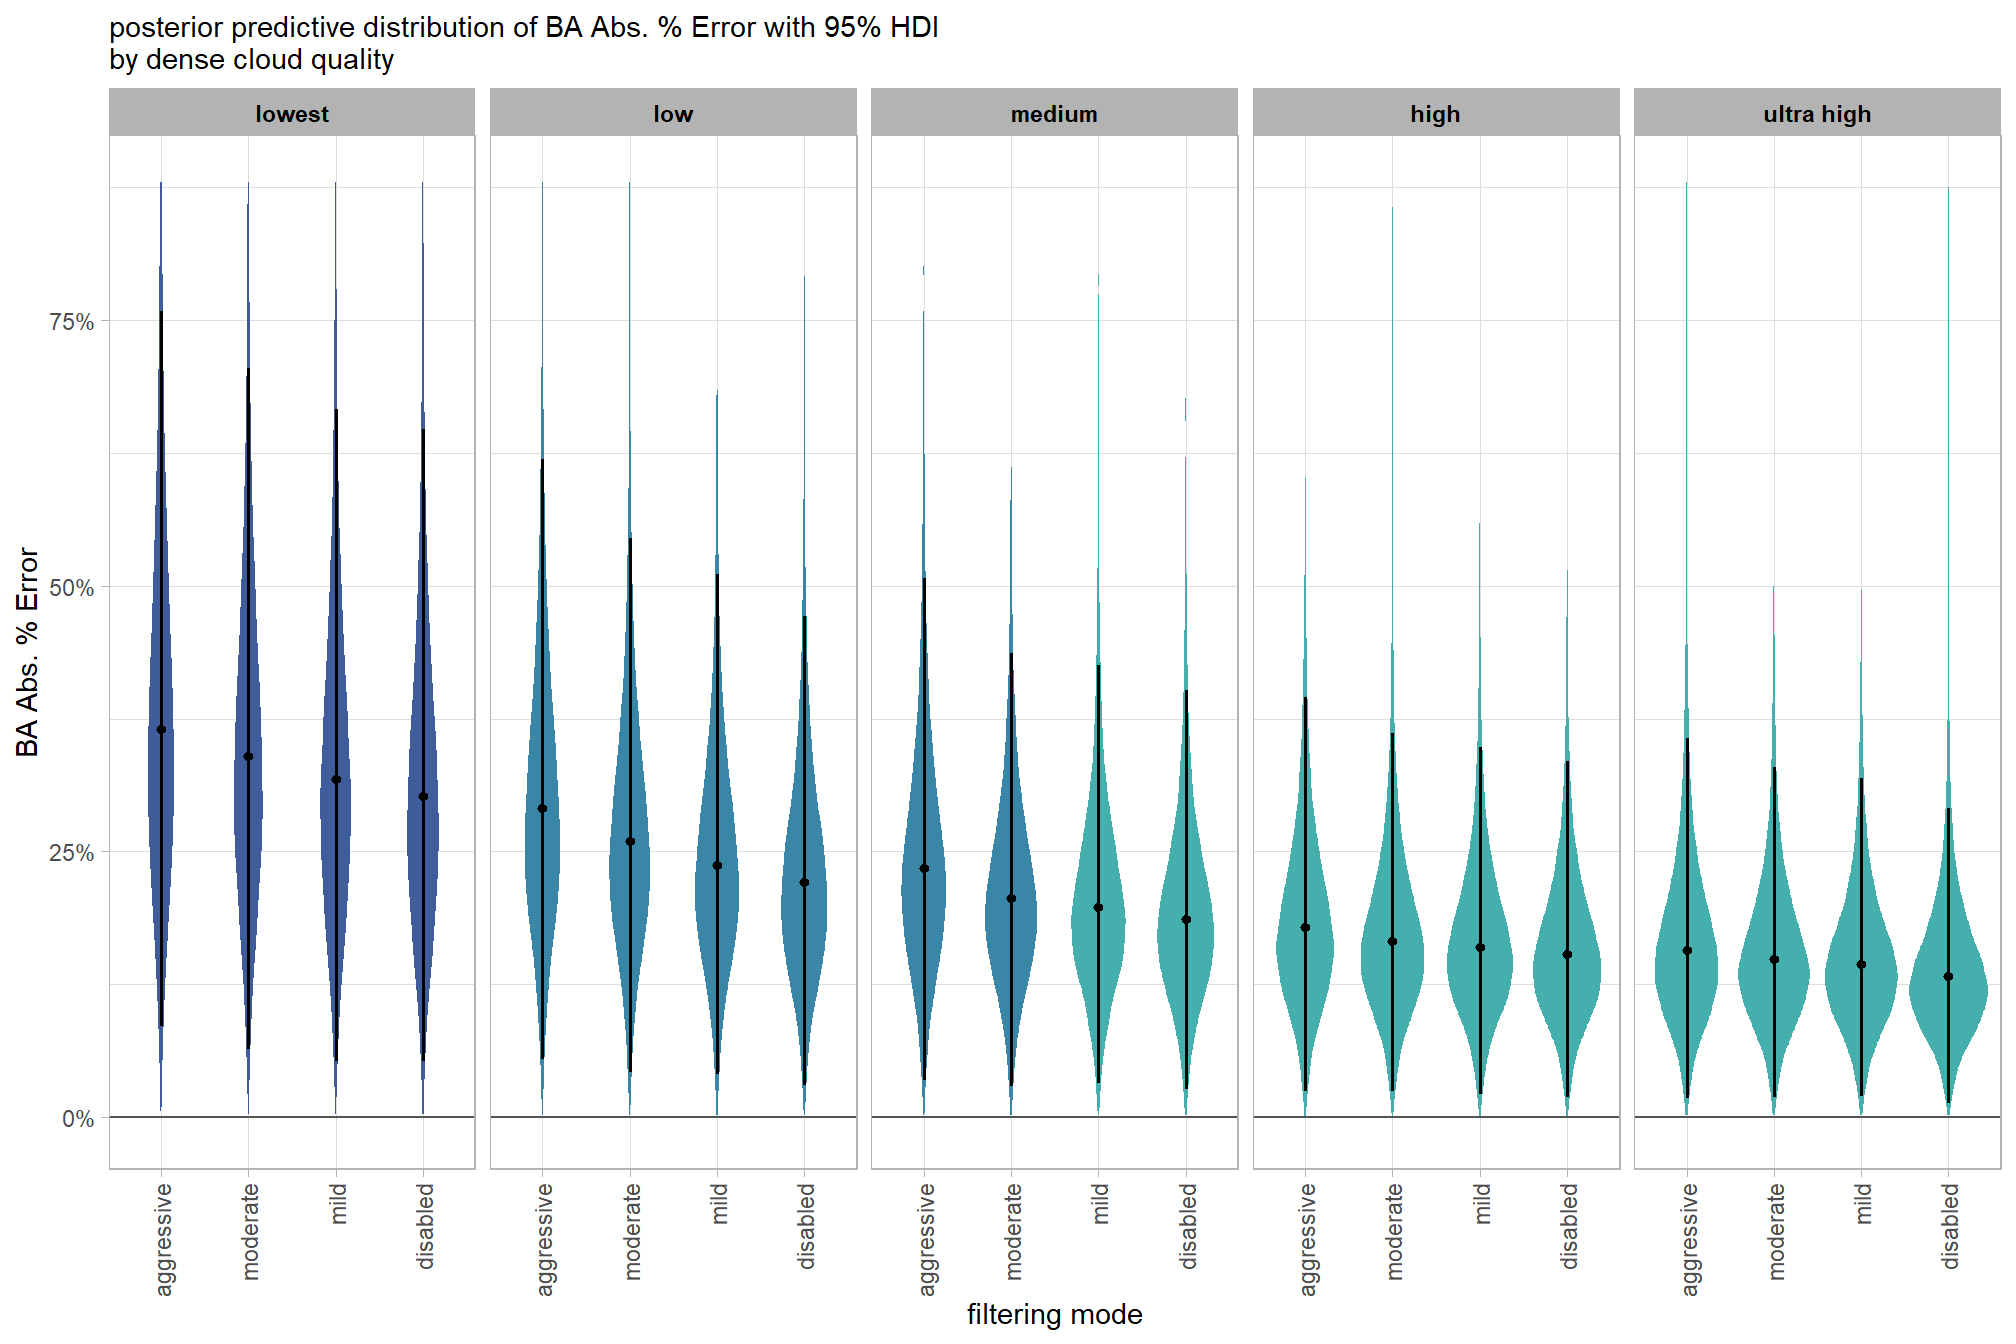 posterior predictive distribution of BA Abs. % Error with 95% HDI
by dense cloud quality
lowest
low
medium
high
ultra high
BA Abs. % Error
75%
50%
25%
0%
aggressive
moderate
mild
disabled
aggressive
moderate
mild
disabled
aggressive
moderate
mild
disabled
aggressive
moderate
mild
disabled
aggressive
moderate
mild
disabled
filtering mode